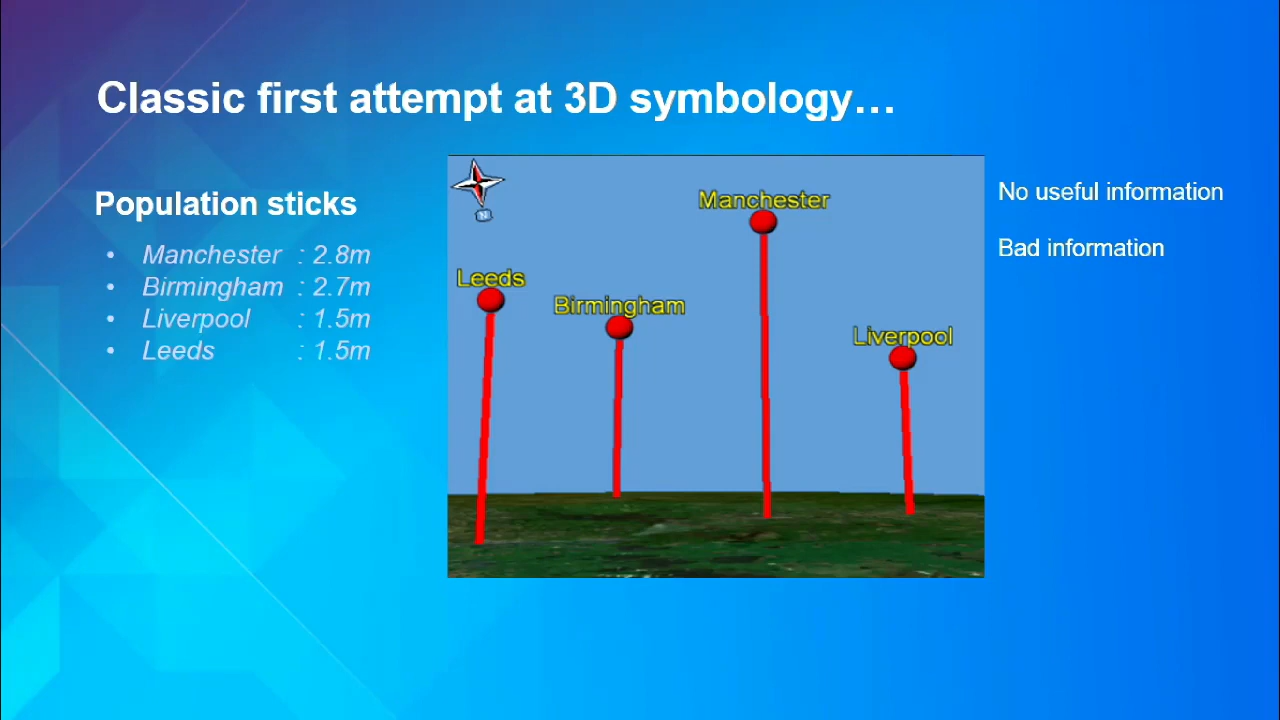 Classic first attempt at 3D symbology…
Population sticks
• Manchester : 2.8m
• Birmingham : 2.7m
• Liverpool : 1.5m
• Leeds : 1.5m
N
Manchester
Leeds
Birmingham
Liverpool
No useful information
Bad information